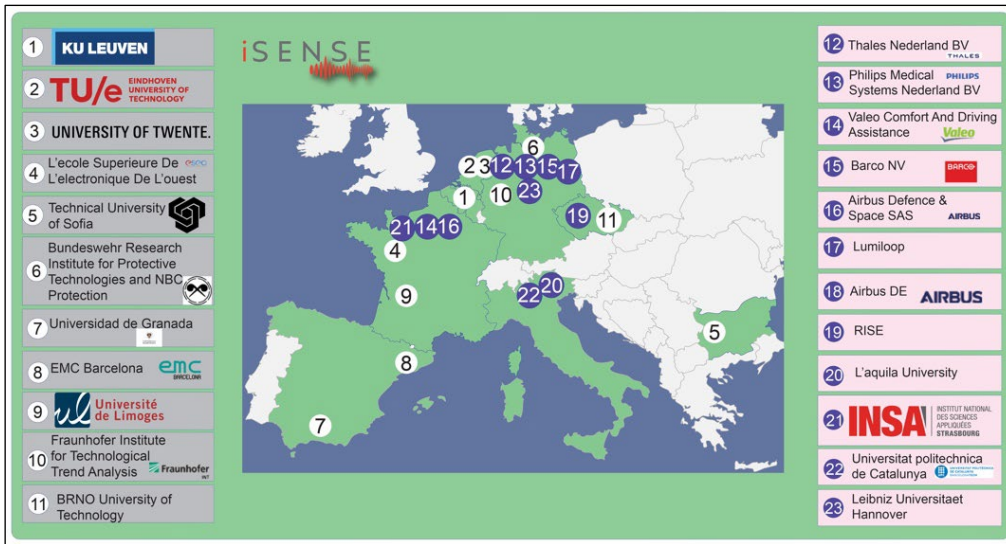 iSENSE
1 KU LEUVEN
2 TU/e EINDHOVEN
UNIVERSITY OF
TECHNOLOGY
3 UNIVERSITY OF TWENTE.
4 L'ecole Superieure De
L'electronique De L'ouest
eseo
5 Technical University
of Sofia
6 Bundeswehr Research
Institute for Protective
Technologies and NBC
Protection
7 Universidad de Granada
8 EMC Barcelona
emc
BARCELONA
9 ul Université
de Limoges
10 Fraunhofer Institute
for Technological
Trend Analysis
Fraunhofer
INT
11 BRNO University of
Technology
6
2 3 12 13 15 17
1 10 23
19 11
21 14 16
4
9
22 20
5
8
7
12 Thales Nederland BV
THALES
13 Philips Medical
Systems Nederland BV
PHILIPS
14 Valeo Comfort And Driving
Assistance
Valeo
15 Barco NV
BARCO
16 Airbus Defence &
Space SAS
AIRBUS
17 Lumiloop
18 Airbus DE AIRBUS
19 RISE
20 L'aquila University
21 INSA INSTITUT NATIONAL
DES SCIENCES
APPLIQUÉES
STRASBOURG
22 Universitat politechnica
de Catalunya
23 Leibniz Universitaet
Hannover